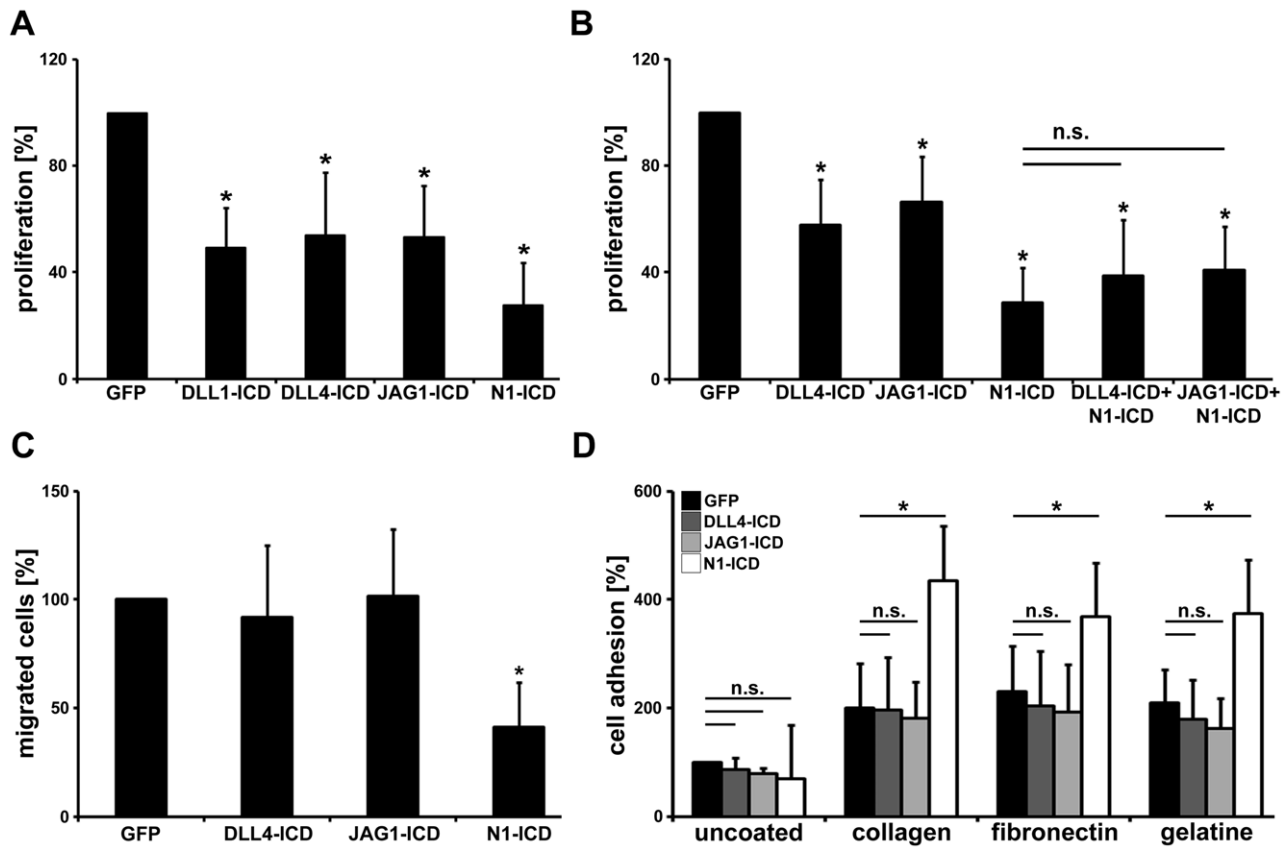 A
120
80
40
0
proliferation [%]
*
*
*
*
GFP
DLL1-ICD
DLL4-ICD
JAG1-ICD
N1-ICD
B
120
80
40
0
proliferation [%]
n.s.
*
*
*
*
*
GFP
DLL4-ICD
JAG1-ICD
N1-ICD
DLL4-ICD+
N1-ICD
JAG1-ICD+
N1-ICD
C
150
100
50
0
migrated cells [%]
*
GFP
DLL4-ICD
JAG1-ICD
N1-ICD
D
600
400
200
0
cell adhesion [%]
GFP
DLL4-ICD
JAG1-ICD
N1-ICD
n.s.
*
n.s.
*
n.s.
*
n.s.
uncoated
collagen
fibronectin
gelatine